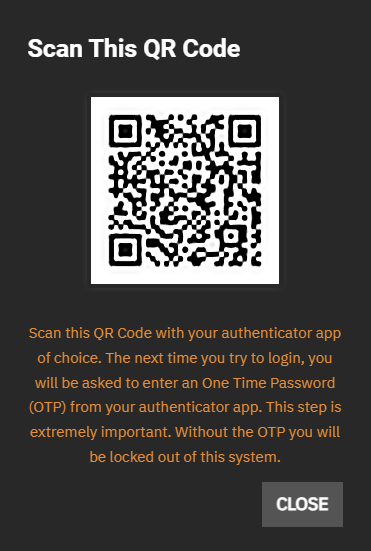 Scan This QR Code
Scan this QR Code with your authenticator app
of choice. The next time you try to login, you
will be asked to enter an One Time Password
(OTP) from your authenticator app. This step is
extremely important. Without the OTP you will
be locked out of this system.
CLOSE